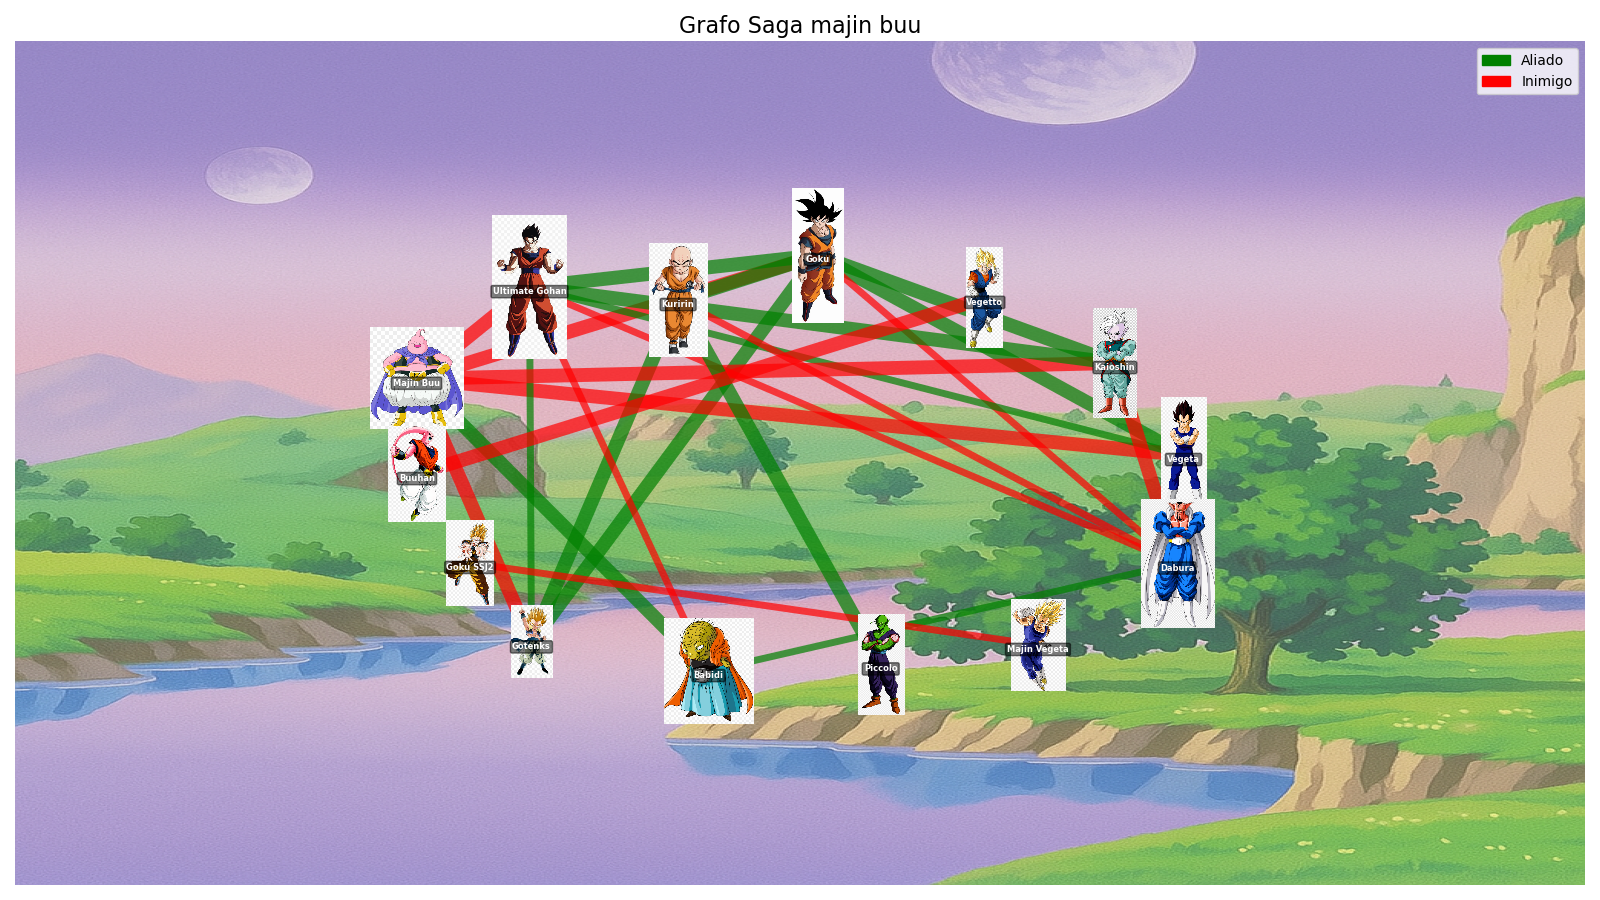 Grafo Saga majin buu
Aliado
Inimigo
Goku
Ultimate Gohan
Kuririn
Vegetto
Kaioshin
Majin Buu
Vegeta
Buuhan
Goku SSJ2
Dabura
Gotenks
Majin Vegeta
Piccolo
Babidi